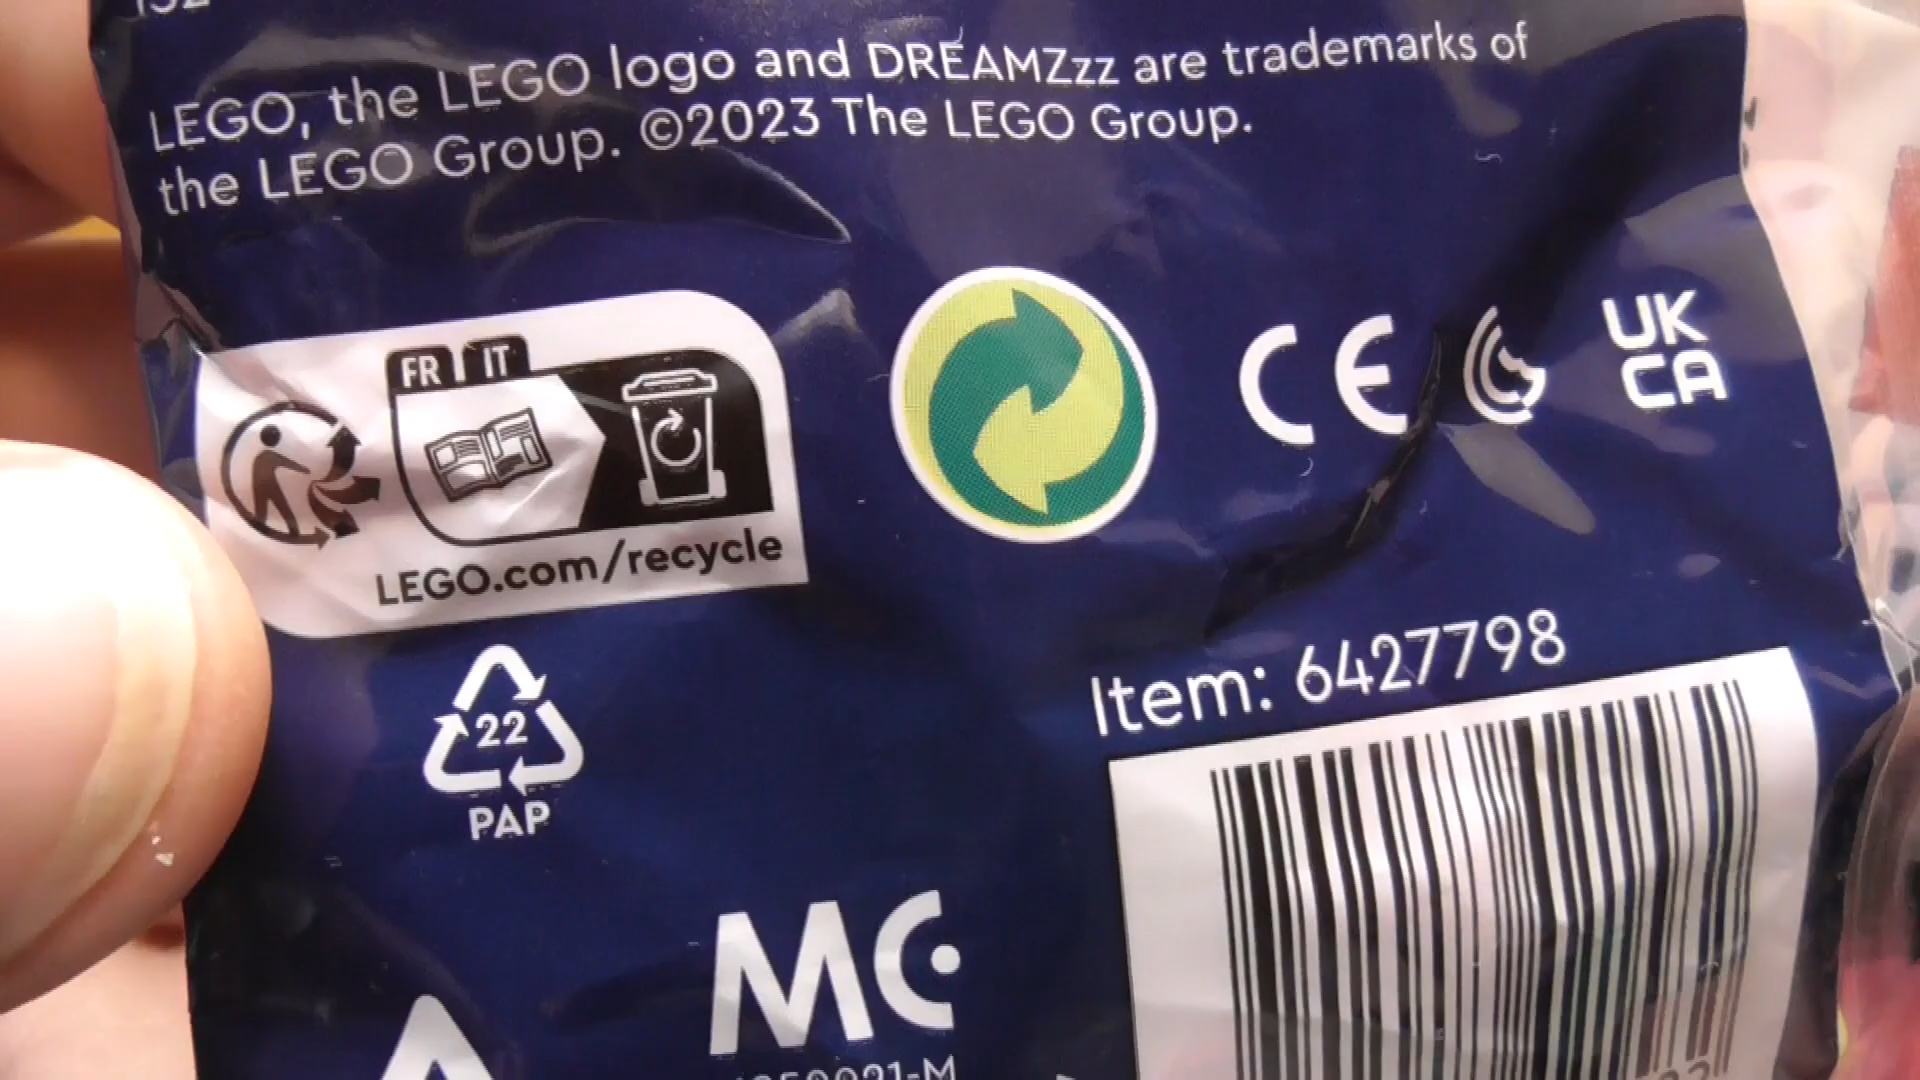 LEGO, the LEGO logo and DREAMZzz are trademarks of
the LEGO Group. ©2023 The LEGO Group.
FR IT
LEGO.com/recycle
CE
UK
CA
22
PAP
Item: 6427798
MC